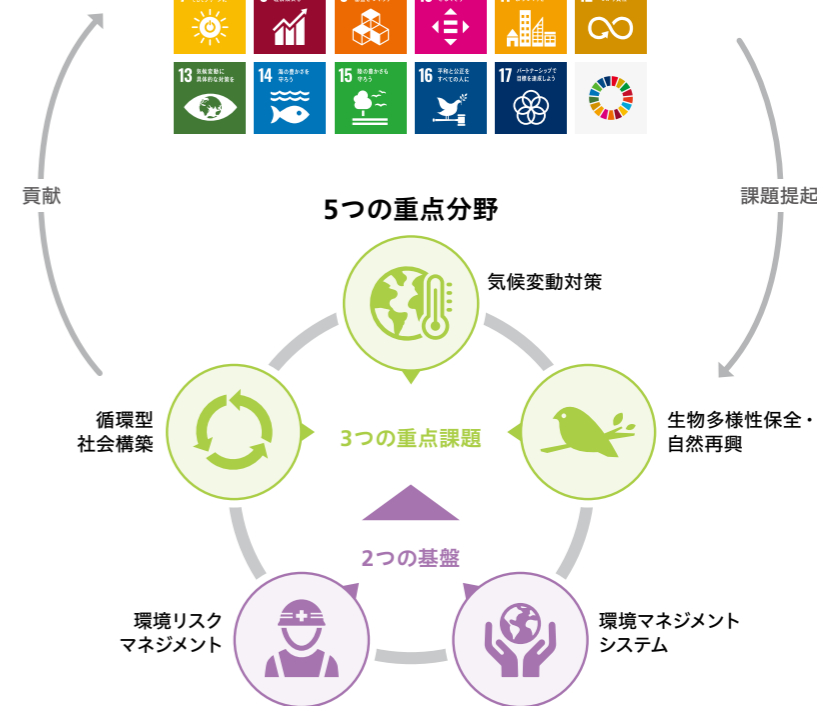 13 気候変動に
具体的な対策を
14 海の豊かさを
守ろう
15 陸の豊かさも
守ろう
16 平和と公正を
すべての人に
17 パートナーシップで
目標を達成しよう
貢献
課題提起
5つの重点分野
気候変動対策
循環型
社会構築
3つの重点課題
生物多様性保全・
自然再興
2つの基盤
環境リスク
マネジメント
環境マネジメント
システム